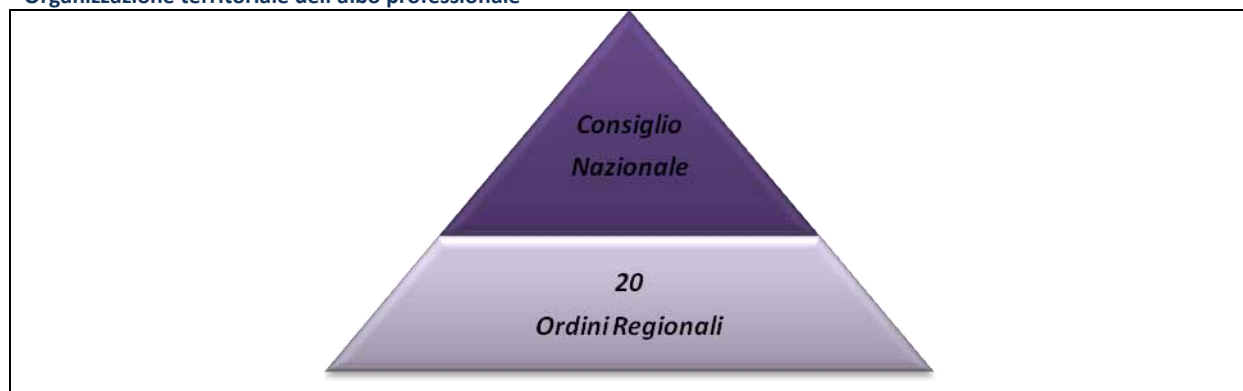 Organizzazione territoriale dell'albo professionale
Consiglio
Nazionale
20
Ordini Regionali